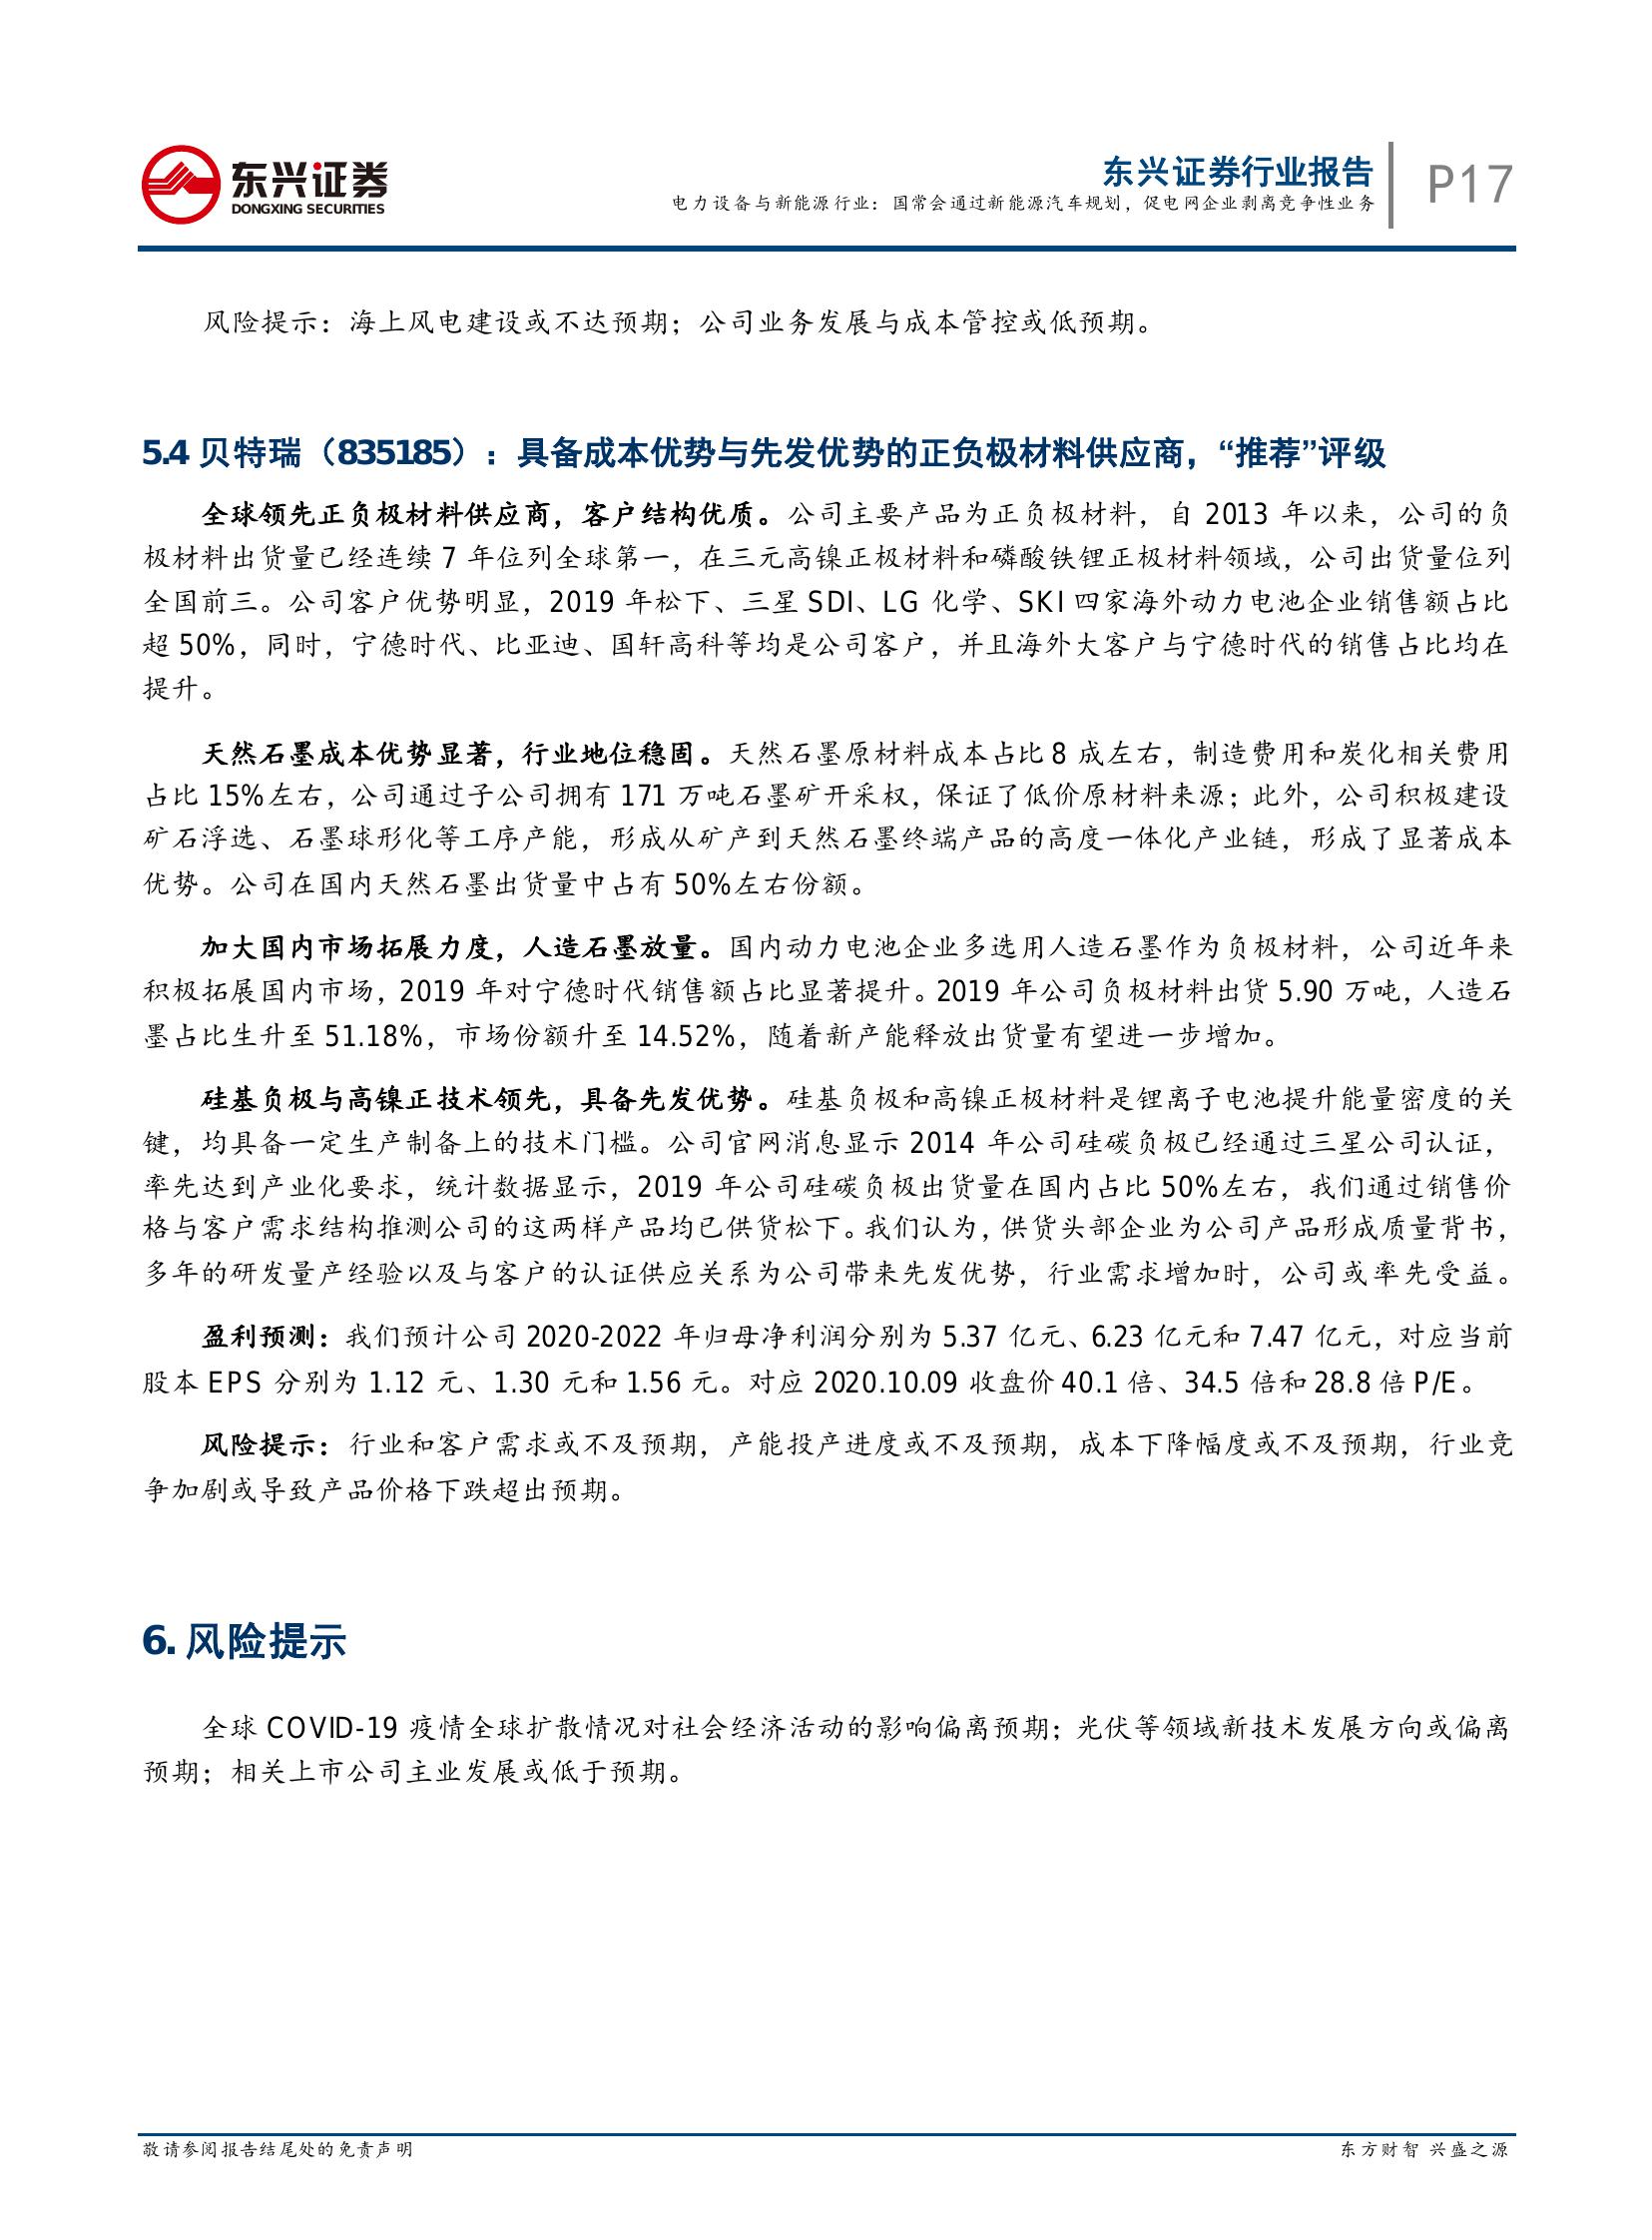 东兴证券
DONGXING SECURITIES
东兴证券行业报告
电力设备与新能源行业：国常会通过新能源汽车规划，促电网企业剥离竞争性业务
P17
风险提示：海上风电建设或不达预期；公司业务发展与成本管控或低预期。
5.4 贝特瑞（835185）：具备成本优势与先发优势的正负极材料供应商，“推荐”评级
全球领先正负极材料供应商，客户结构优质。公司主要产品为正负极材料，自 2013 年以来，公司的负
极材料出货量已经连续 7 年位列全球第一，在三元高镍正极材料和磷酸铁锂正极材料领域，公司出货量位列
全国前三。公司客户优势明显，2019 年松下、三星 SDI、LG 化学、SKI 四家海外动力电池企业销售额占比
超 50%，同时，宁德时代、比亚迪、国轩高科等均是公司客户，并且海外大客户与宁德时代的销售占比均在
提升。
天然石墨成本优势显著，行业地位稳固。天然石墨原材料成本占比 8 成左右，制造费用和炭化相关费用
占比 15%左右，公司通过子公司拥有 171 万吨石墨矿开采权，保证了低价原材料来源；此外，公司积极建设
矿石浮选、石墨球形化等工序产能，形成从矿产到天然石墨终端产品的高度一体化产业链，形成了显著成本
优势。公司在国内天然石墨出货量中占有 50%左右份额。
加大国内市场拓展力度，人造石墨放量。国内动力电池企业多选用人造石墨作为负极材料，公司近年来
积极拓展国内市场，2019 年对宁德时代销售额占比显著提升。2019 年公司负极材料出货 5.90 万吨，人造石
墨占比生升至 51.18%，市场份额升至 14.52%，随着新产能释放出货量有望进一步增加。
硅基负极与高镍正技术领先，具备先发优势。硅基负极和高镍正极材料是锂离子电池提升能量密度的关
键，均具备一定生产制备上的技术门槛。公司官网消息显示 2014 年公司硅碳负极已经通过三星公司认证，
率先达到产业化要求，统计数据显示，2019 年公司硅碳负极出货量在国内占比 50%左右，我们通过销售价
格与客户需求结构推测公司的这两样产品均已供货松下。我们认为，供货头部企业为公司产品形成质量背书，
多年的研发量产经验以及与客户的认证供应关系为公司带来先发优势，行业需求增加时，公司或率先受益。
盈利预测：我们预计公司 2020-2022 年归母净利润分别为 5.37 亿元、6.23 亿元和 7.47 亿元，对应当前
股本 EPS 分别为 1.12 元、1.30 元和 1.56 元。对应 2020.10.09 收盘价 40.1 倍、34.5 倍和 28.8 倍 P/E。
风险提示：行业和客户需求或不及预期，产能投产进度或不及预期，成本下降幅度或不及预期，行业竞
争加剧或导致产品价格下跌超出预期。
6. 风险提示
全球 COVID-19 疫情全球扩散情况对社会经济活动的影响偏离预期；光伏等领域新技术发展方向或偏离
预期；相关上市公司主业发展或低于预期。
敬请参阅报告结尾处的免责声明
东方财智 兴盛之源